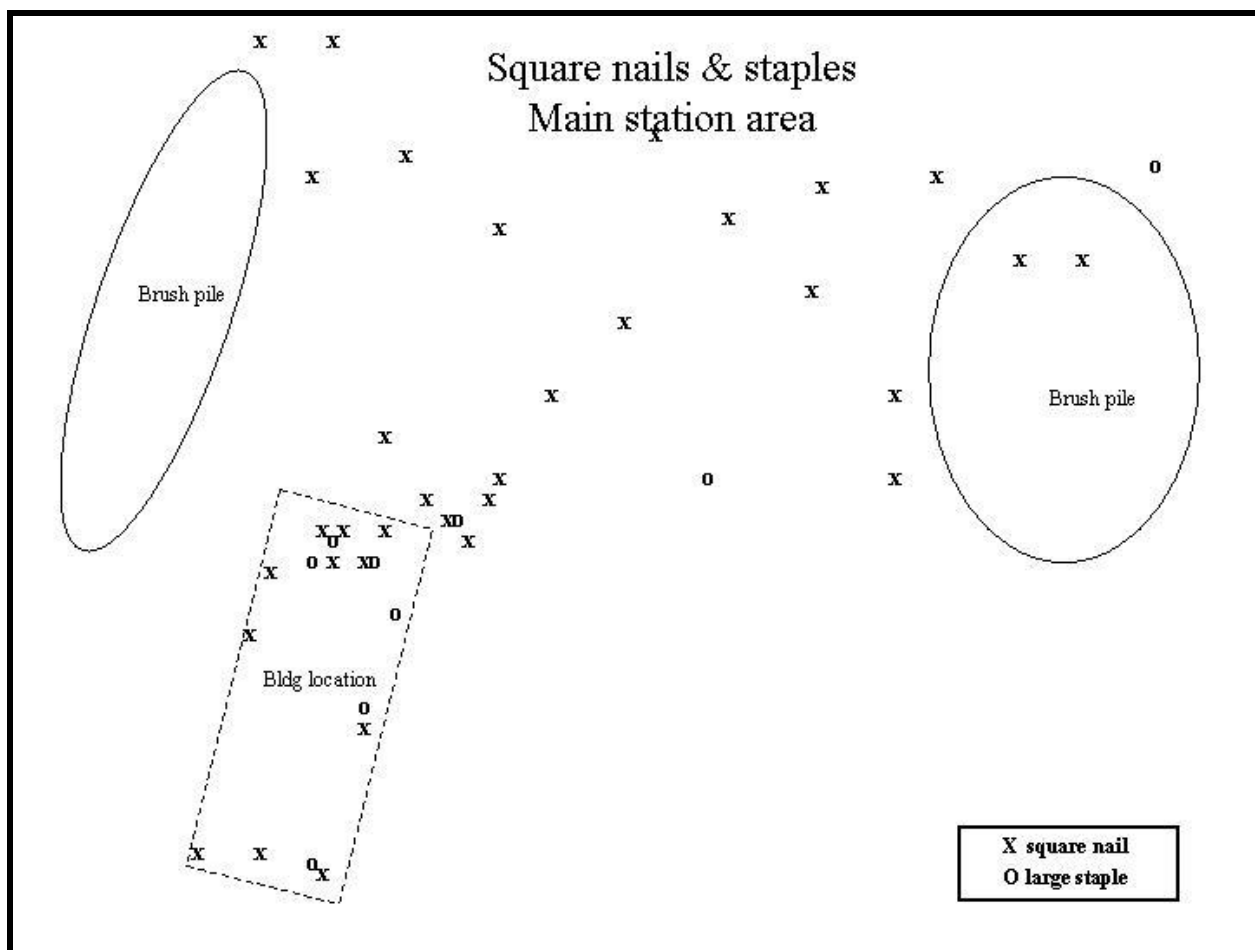 Square nails & staples
Main station area
Brush pile
Brush pile
Bldg location
X square nail
O large staple